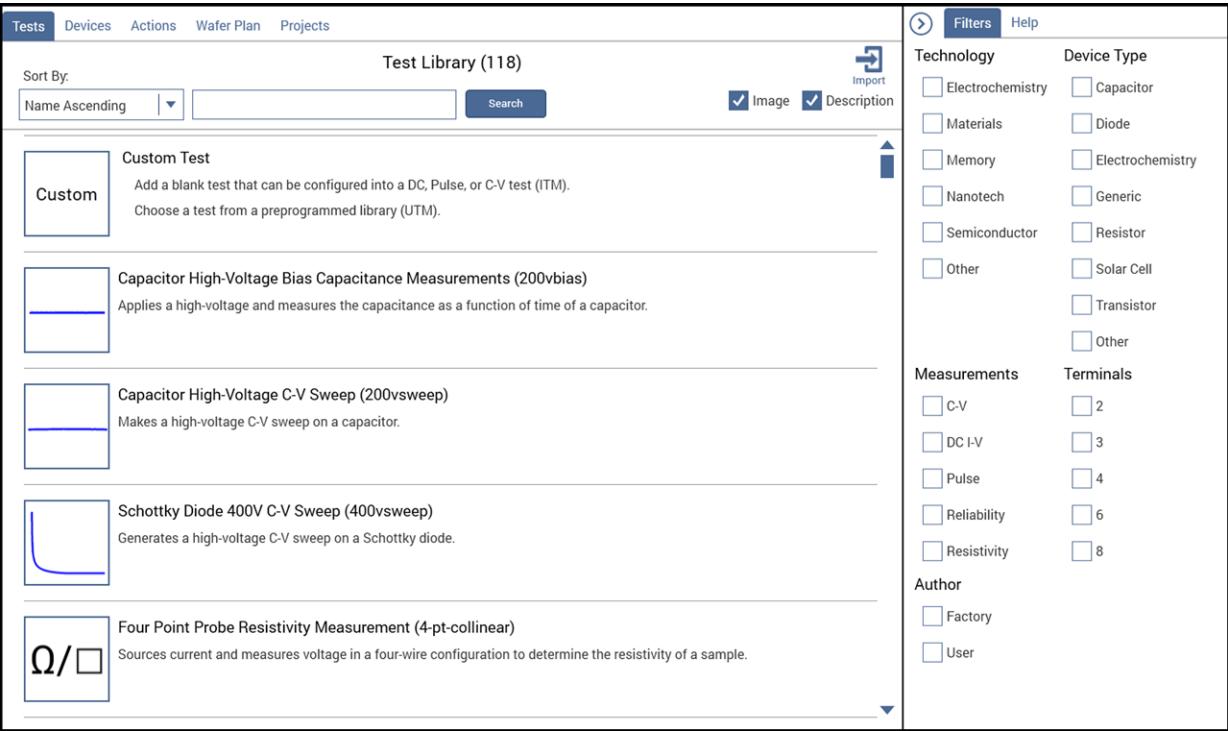 Tests Devices Actions Wafer Plan Projects
Test Library (118)
Import
Sort By:
Name Ascending
Search
Image Description
Custom
Custom Test
Add a blank test that can be configured into a DC, Pulse, or C-V test (ITM).
Choose a test from a preprogrammed library (UTM).
Capacitor High-Voltage Bias Capacitance Measurements (200vbias)
Applies a high-voltage and measures the capacitance as a function of time of a capacitor.
Capacitor High-Voltage C-V Sweep (200vsweep)
Makes a high-voltage C-V sweep on a capacitor.
Schottky Diode 400V C-V Sweep (400vsweep)
Generates a high-voltage C-V sweep on a Schottky diode.
Ω/□
Four Point Probe Resistivity Measurement (4-pt-collinear)
Sources current and measures voltage in a four-wire configuration to determine the resistivity of a sample.
Filters Help
Technology
Electrochemistry
Materials
Memory
Nanotech
Semiconductor
Other
Device Type
Capacitor
Diode
Electrochemistry
Generic
Resistor
Solar Cell
Transistor
Other
Measurements
C-V
DC I-V
Pulse
Reliability
Resistivity
Terminals
2
3
4
6
8
Author
Factory
User